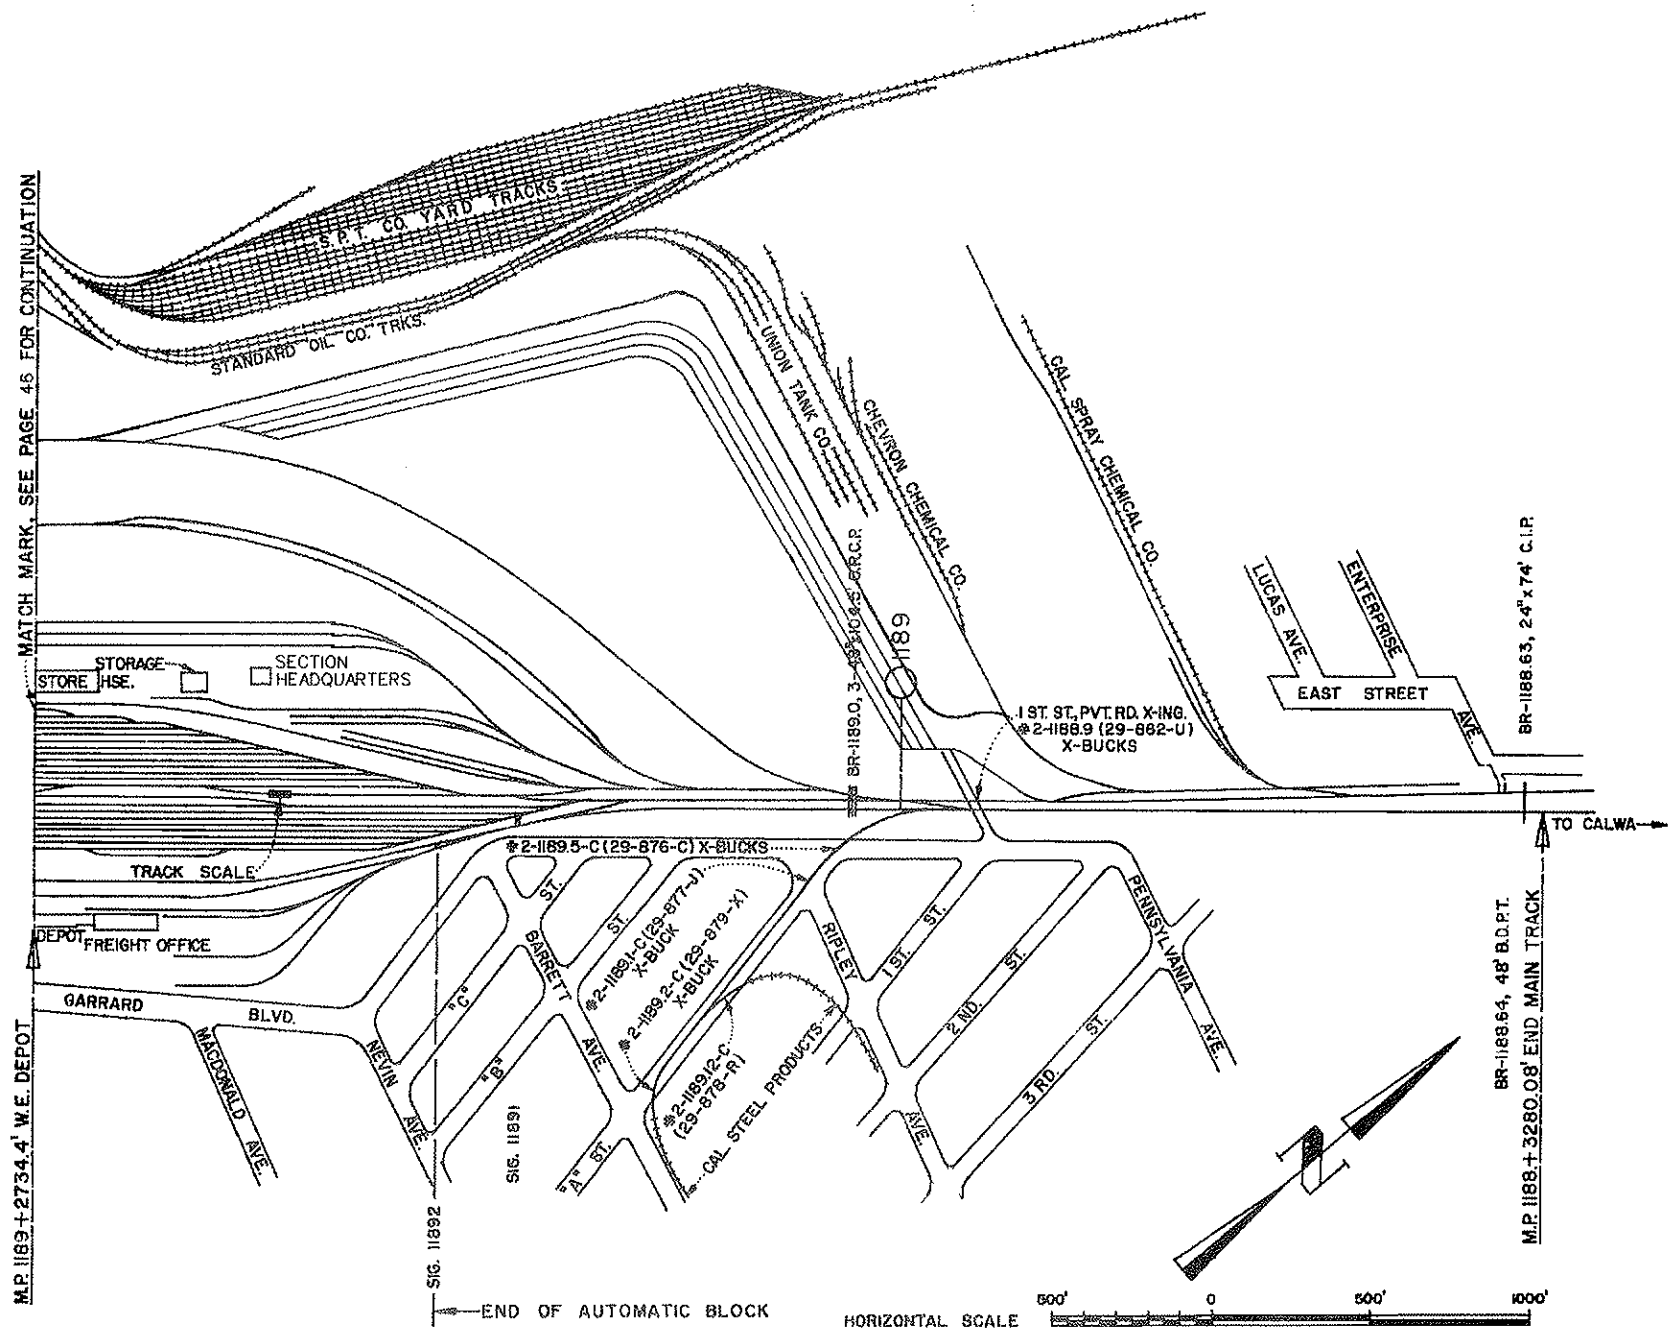 MATCH MARK, SEE PAGE 46 FOR CONTINUATION
S.P.T. CO. YARD TRACKS
STANDARD OIL CO. TRKS.
UNION TANK CO.
CHEVRON CHEMICAL CO.
CAL. SPRAY CHEMICAL CO.
LUCAS AVE.
ENTERPRISE
AVE.
EAST STREET
BR-1188.63, 24"x74' C.I.P.
1189
STORE HSE.
STORAGE
SECTION
HEADQUARTERS
1 ST. ST., PVT. RD. X-ING.
2-1188.9 (29-862-U)
X-BUCKS
TO CALWA
TRACK SCALE
2-1189.5-C (29-876-C) X-BUCKS
DEPOT
FREIGHT OFFICE
GARRARD BLVD.
MACDONALD AVE.
NEVIN AVE.
"C" ST.
"B" ST.
"A" ST.
BARRETT AVE.
2-1189.1-C (29-877-J)
X-BUCK
2-1189.2-C (29-879-X)
X-BUCK
2-1189.12-C
(29-878-R)
CAL STEEL PRODUCTS
RIPLEY AVE.
1 ST. ST.
2 ND. ST.
3 RD. ST.
PENNSYLVANIA AVE.
BR-1188.64, 48' B.D.P.T.
M.P. 1188+3280.08' END MAIN TRACK
M.P. 1189+2734.4' W.E. DEPOT
SIG. 11891
SIG. 11892
END OF AUTOMATIC BLOCK
HORIZONTAL SCALE
500' 0 500' 1000'